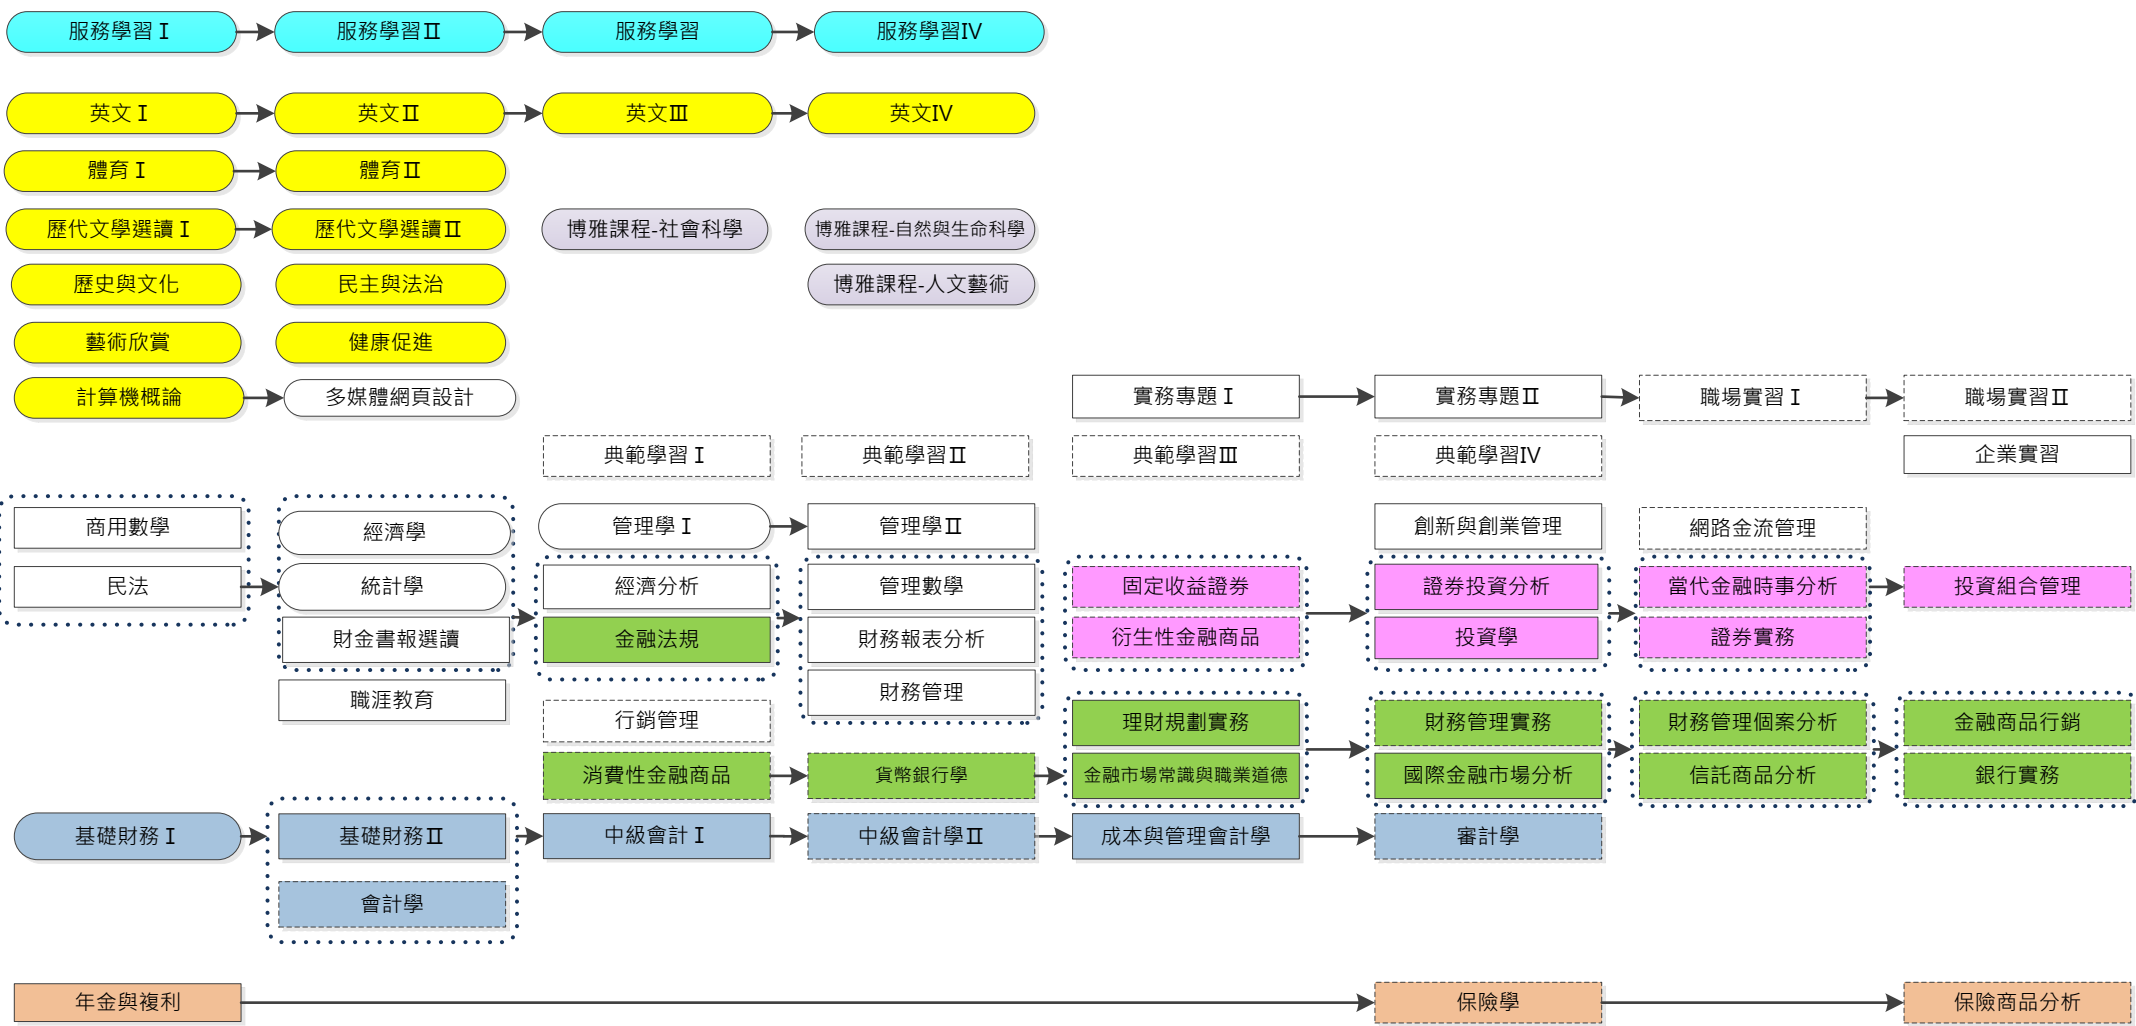 服務學習 I
服務學習II
服務學習
服務學習IV
英文 I
英文II
英文III
英文IV
體育 I
體育II
歷代文學選讀 I
歷代文學選讀II
博雅課程-社會科學
博雅課程-自然與生命科學
歷史與文化
民主與法治
博雅課程-人文藝術
藝術欣賞
健康促進
計算機概論
多媒體網頁設計
實務專題 I
實務專題II
職場實習 I
職場實習II
典範學習 I
典範學習II
典範學習III
典範學習IV
企業實習
商用數學
經濟學
管理學 I
管理學II
創新與創業管理
網路金流管理
民法
統計學
經濟分析
管理數學
固定收益證券
證券投資分析
當代金融時事分析
投資組合管理
財金書報選讀
金融法規
財務報表分析
衍生性金融商品
投資學
證券實務
職涯教育
財務管理
行銷管理
理財規劃實務
財務管理實務
財務管理個案分析
金融商品行銷
消費性金融商品
貨幣銀行學
金融市場常識與職業道德
國際金融市場分析
信託商品分析
銀行實務
基礎財務 I
基礎財務II
中級會計 I
中級會計學II
成本與管理會計學
審計學
會計學
年金與複利
保險學
保險商品分析